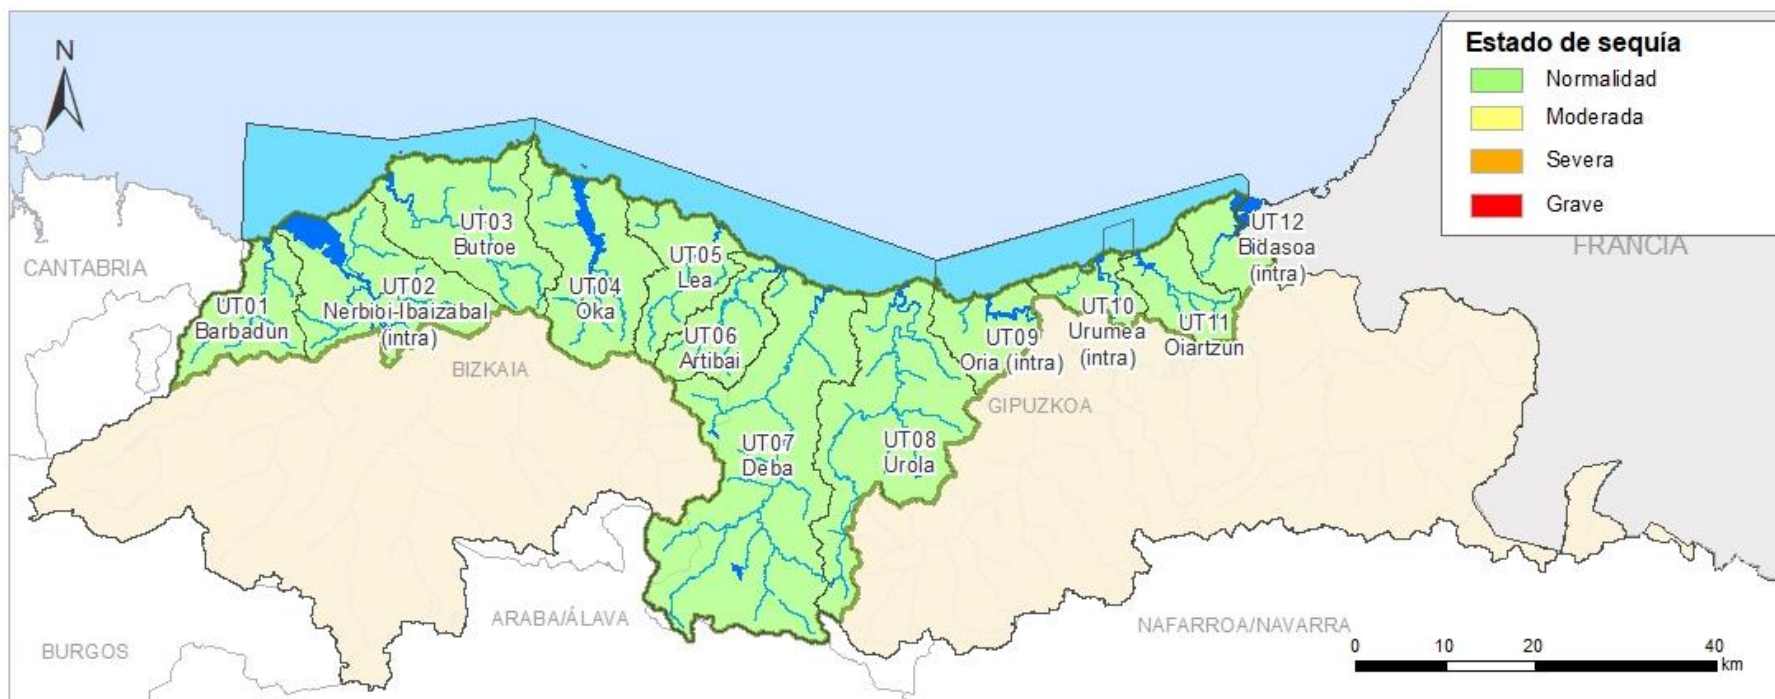 N
Estado de sequía
Normalidad
Moderada
Severa
Grave
FRANCIA
CANTABRIA
UT01
Barbadun
UT02
Nerbioi-Ibaizabal
(intra)
UT03
Butroe
UT04
Oka
UT05
Lea
UT06
Artibai
UT07
Deba
UT08
Urola
UT09
Oria (intra)
UT10
Urumea
(intra)
UT11
Oiartzun
UT12
Bidasoa
(intra)
BIZKAIA
GIPUZKOA
ARABA/ÁLAVA
NAFARROA/NAVARRA
BURGOS
0 10 20 40
km